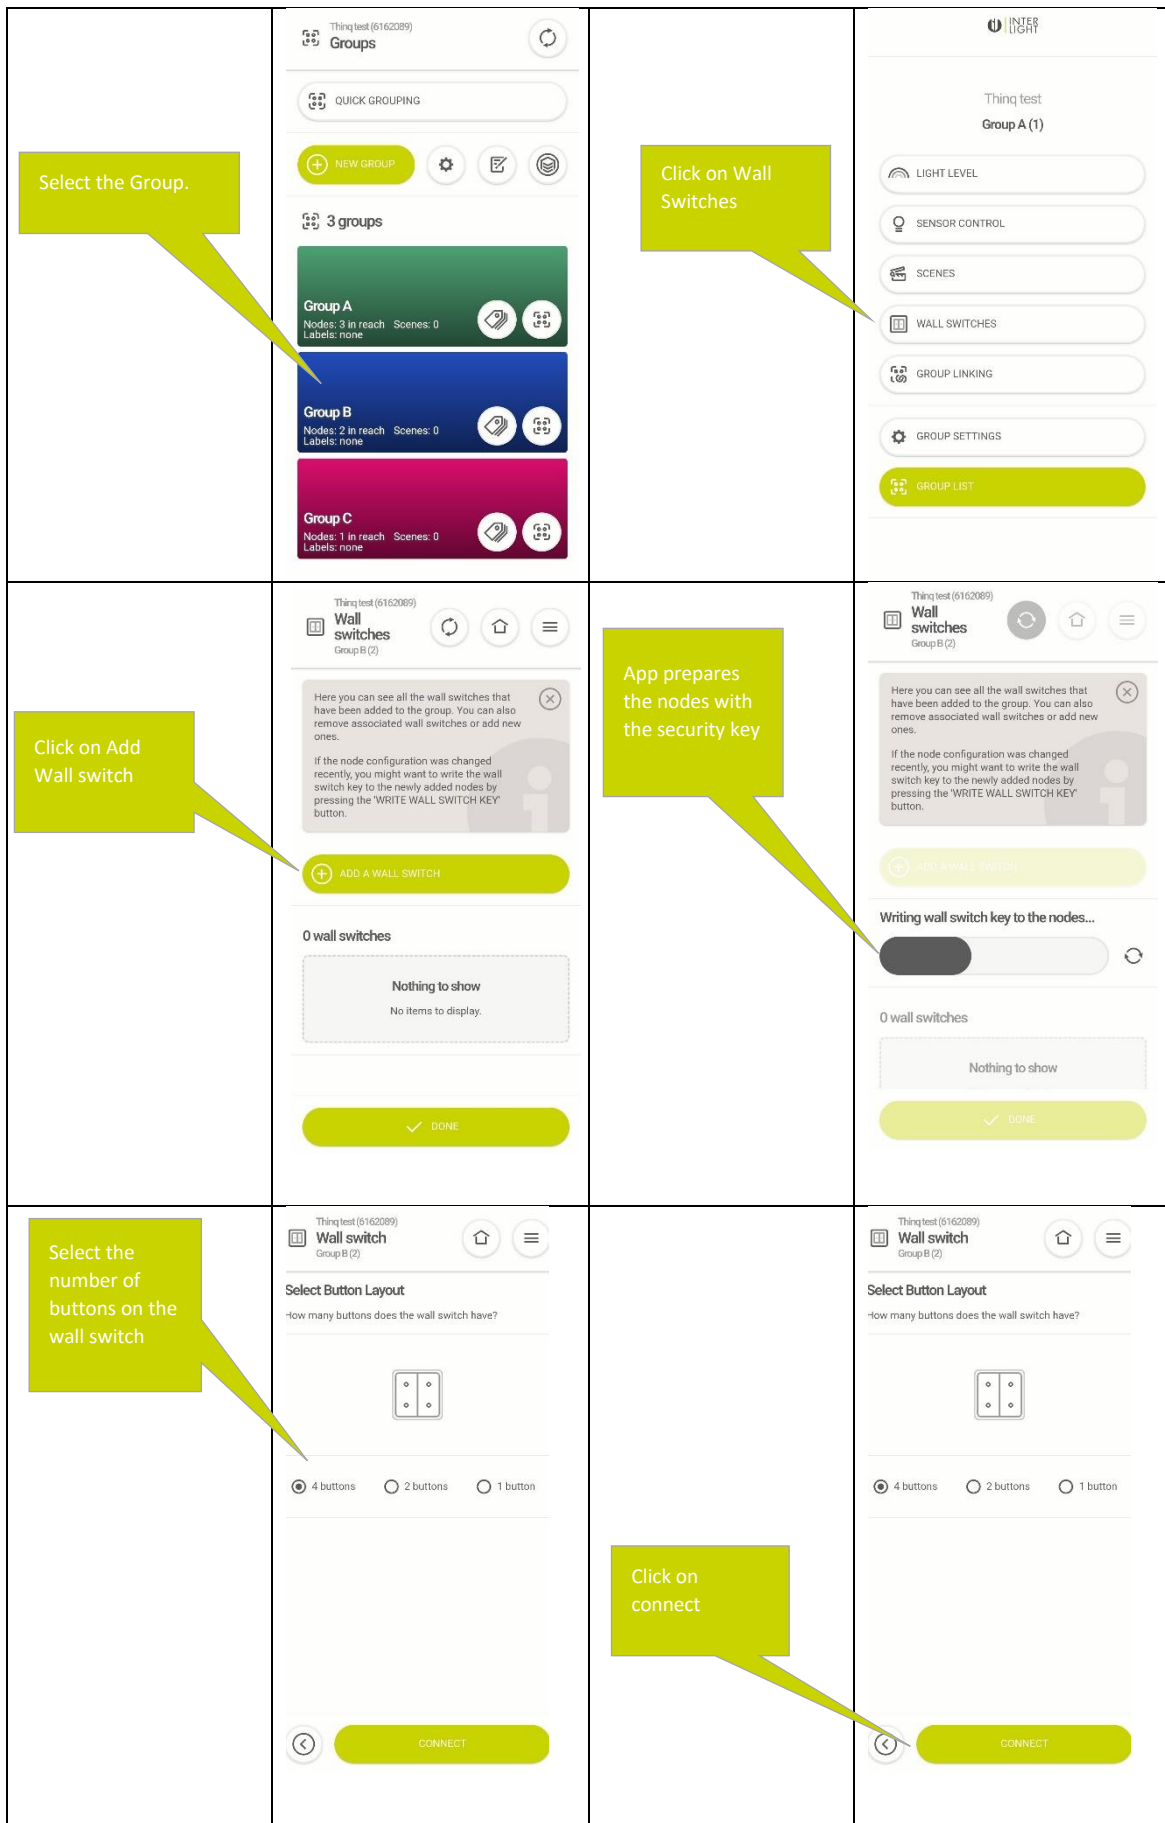 Select the Group.
Thinq test (6162089)
Groups
QUICK GROUPING
NEW GROUP
3 groups
Group A
Nodes: 3 in reach Scenes: 0
Labels: none
Group B
Nodes: 2 in reach Scenes: 0
Labels: none
Group C
Nodes: 1 in reach Scenes: 0
Labels: none
Click on Wall
Switches
INTER
LIGHT
Thinq test
Group A (1)
LIGHT LEVEL
SENSOR CONTROL
SCENES
WALL SWITCHES
GROUP LINKING
GROUP SETTINGS
GROUP LIST
Click on Add
Wall switch
Thinq test (6162089)
Wall
switches
Group B (2)
Here you can see all the wall switches that
have been added to the group. You can also
remove associated wall switches or add new
ones.
If the node configuration was changed
recently, you might want to write the wall
switch key to the newly added nodes by
pressing the 'WRITE WALL SWITCH KEY'
button.
ADD A WALL SWITCH
0 wall switches
Nothing to show
No items to display.
DONE
App prepares
the nodes with
the security key
Thinq test (6162089)
Wall
switches
Group B (2)
Here you can see all the wall switches that
have been added to the group. You can also
remove associated wall switches or add new
ones.
If the node configuration was changed
recently, you might want to write the wall
switch key to the newly added nodes by
pressing the 'WRITE WALL SWITCH KEY'
button.
ADD A WALL SWITCH
Writing wall switch key to the nodes...
0 wall switches
Nothing to show
DONE
Select the
number of
buttons on the
wall switch
Thinq test (6162089)
Wall switch
Group B (2)
Select Button Layout
How many buttons does the wall switch have?
4 buttons 2 buttons 1 button
CONNECT
Click on
connect
Thinq test (6162089)
Wall switch
Group B (2)
Select Button Layout
How many buttons does the wall switch have?
4 buttons 2 buttons 1 button
CONNECT